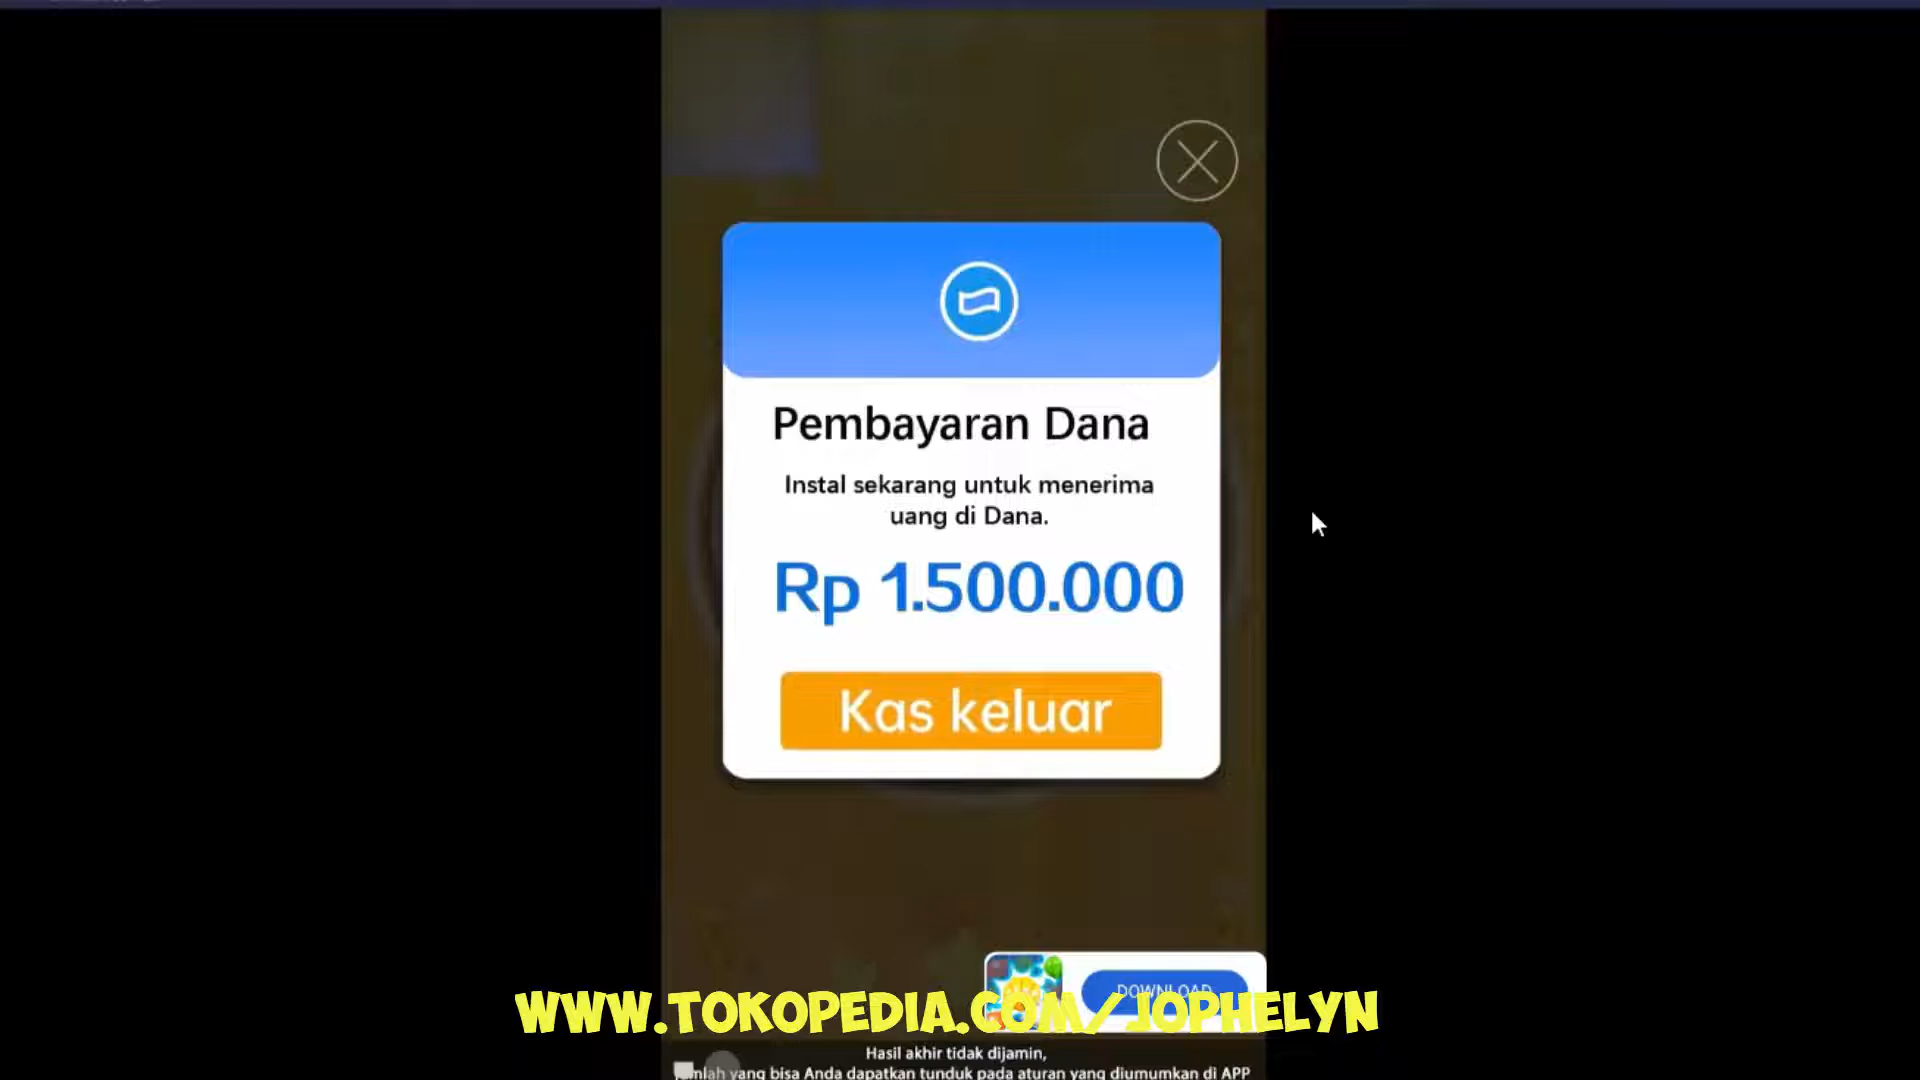 Pembayaran Dana
Instal sekarang untuk menerima
uang di Dana.
Rp 1.500.000
Kas keluar
DOWNLOAD
WWW.TOKOPEDIA.COM/JOPHELYN
Hasil akhir tidak dijamin,
yang bisa Anda dapatkan tunduk pada aturan yang diumumkan di APP